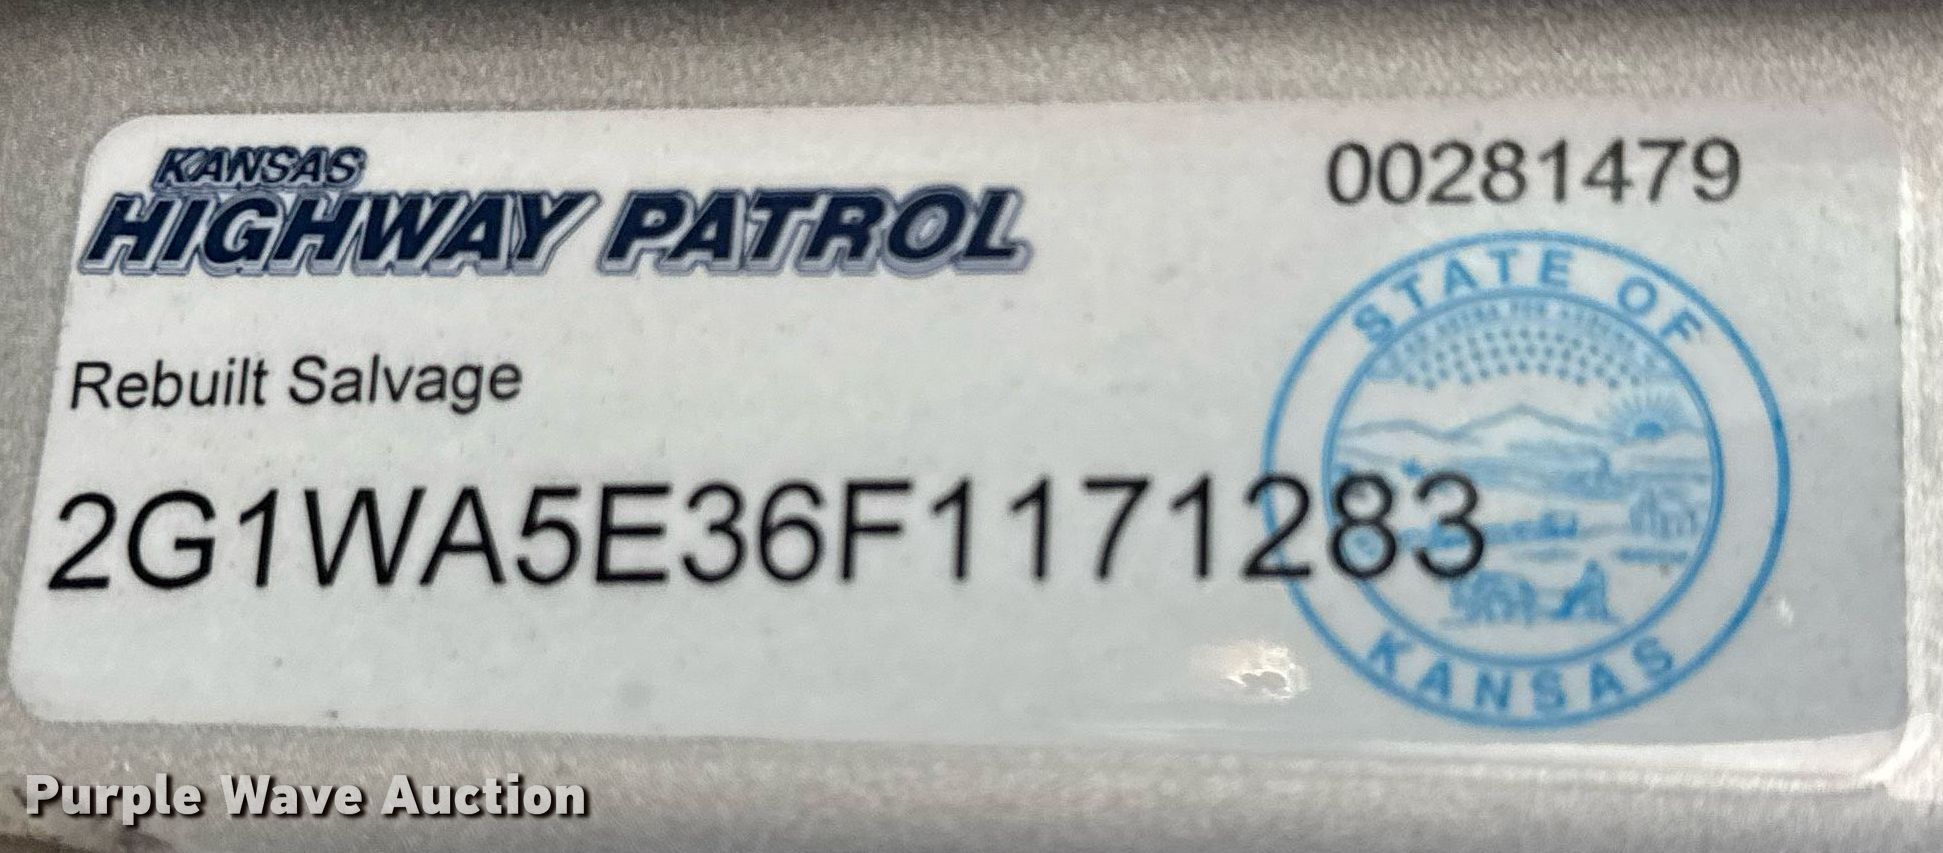 KANSAS
HIGHWAY PATROL
00281479
Rebuilt Salvage
2G1WA5E36F1171283
STATE OF
KANSAS
Purple Wave Auction